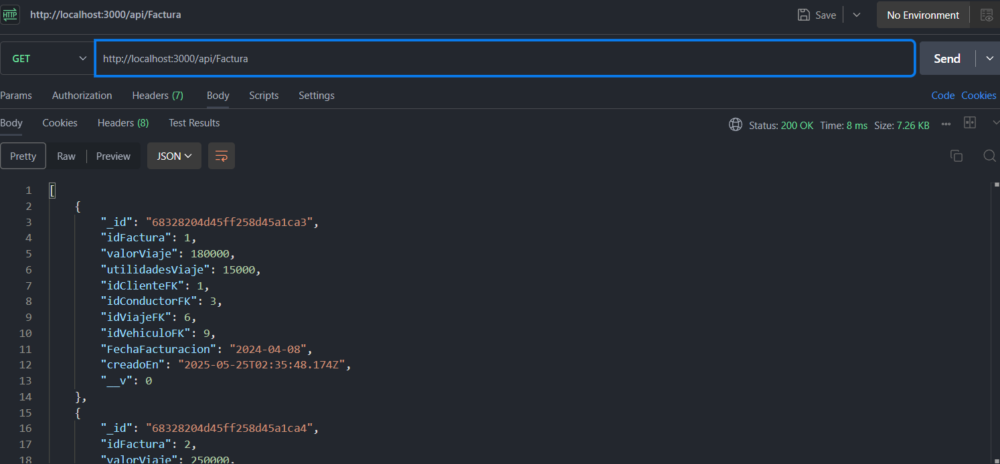 HTTP http://localhost:3000/api/Factura Save No Environment
GET http://localhost:3000/api/Factura Send
Params Authorization Headers (7) Body Scripts Settings Code Cookies
Body Cookies Headers (8) Test Results Status: 200 OK Time: 8 ms Size: 7.26 KB
Pretty Raw Preview JSON
1 [
2 {
3 "_id": "68328204d45ff258d45a1ca3",
4 "idFactura": 1,
5 "valorViaje": 180000,
6 "utilidadesViaje": 15000,
7 "idClienteFK": 1,
8 "idConductorFK": 3,
9 "idViajeFK": 6,
10 "idVehiculoFK": 9,
11 "FechaFacturacion": "2024-04-08",
12 "creadoEn": "2025-05-25T02:35:48.174Z",
13 "__v": 0
14 },
15 {
16 "_id": "68328204d45ff258d45a1ca4",
17 "idFactura": 2,
18 "valorViaje": 250000,